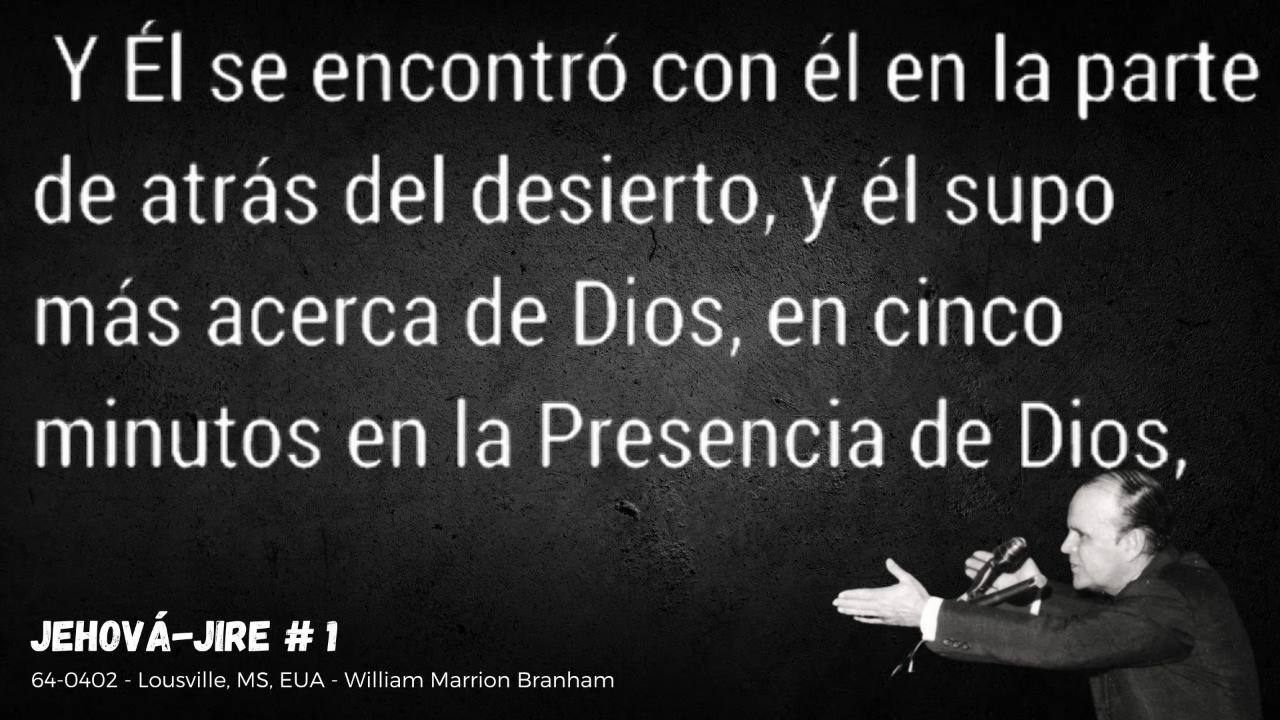 Y Él se encontró con él en la parte
de atrás del desierto, y él supo
más acerca de Dios, en cinco
minutos en la Presencia de Dios,
JEHOVÁ-JIRE # 1
64-0402 - Lousville, MS, EUA - William Marrion Branham